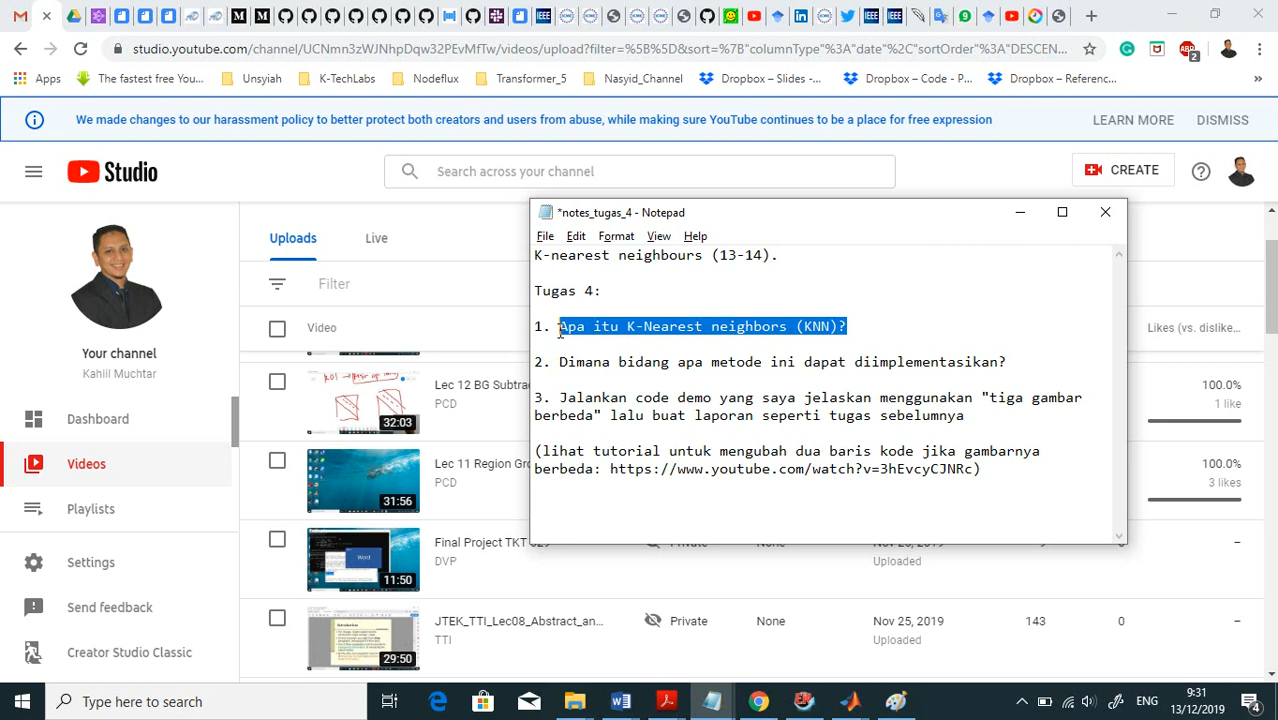 studio.youtube.com/channel/UCNmn3zWJNhpDqw32PEvMfTw/videos/upload?filter=%5B%5D&sort=%7B"columnType"%3A"date"%2C"sortOrder"%3A"DESCEN...
Apps
The fastest free You...
Unsyiah
K-TechLabs
Nodeflux
Transformer_5
Nasyid_Channel
Dropbox – Slides -...
Dropbox – Code - P...
Dropbox – Referenc...
»
We made changes to our harassment policy to better protect both creators and users from abuse, while making sure YouTube continues to be a place for free expression
LEARN MORE
DISMISS
Studio
Search across your channel
CREATE
Your channel
Kahlil Muchtar
Dashboard
Videos
Playlists
Settings
Send feedback
Creator Studio Classic
Uploads
Live
Filter
Video
Likes (vs. dislike...
*notes_tugas_4 - Notepad
File Edit Format View Help
K-nearest neighbours (13-14).
Tugas 4:
1. Apa itu K-Nearest neighbors (KNN)?
2. Dimana bidang apa metode ini dapat diimplementasikan?
3. Jalankan code demo yang saya jelaskan menggunakan "tiga gambar
berbeda" lalu buat laporan seperti tugas sebelumnya
(lihat tutorial untuk mengubah dua baris kode jika gambarnya
berbeda: https://www.youtube.com/watch?v=3hEvcyCJNRc)
Lec 12 BG Subtra
PCD
32:03
100.0%
1 like
Lec 11 Region Gr
PCD
31:56
100.0%
3 likes
Final Project TKT
DVP
Word
11:50
Uploaded
–
JTEK_TTI_Lec08_Abstract_an...
TTI
Introduction
29:50
Private
None
Nov 25, 2019
Uploaded
143
0
–
Type here to search
ENG
9:31
13/12/2019
4